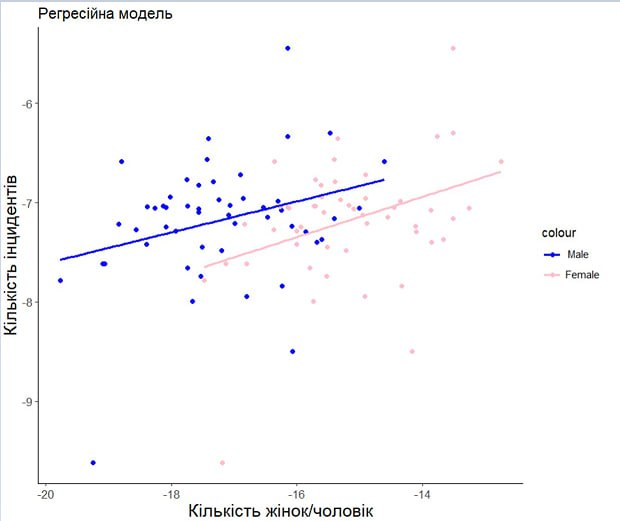 Регресійна модель
-6
-7
-8
-9
Кількість інцидентів
-20
-18
-16
-14
Кількість жінок/чоловік
colour
Male
Female